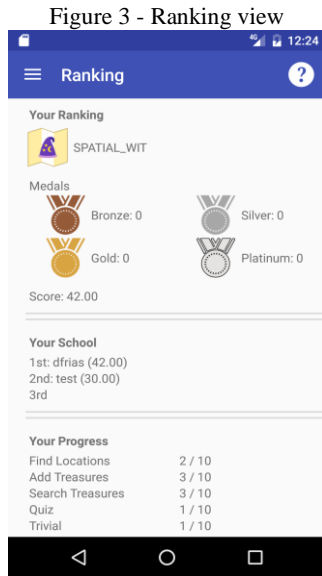 Figure 3 - Ranking view
4G 12:24
Ranking ?
Your Ranking
SPATIAL_WIT
Medals
Bronze: 0 Silver: 0
Gold: 0 Platinum: 0
Score: 42.00
Your School
1st: dfrias (42.00)
2nd: test (30.00)
3rd
Your Progress
Find Locations 2 / 10
Add Treasures 3 / 10
Search Treasures 3 / 10
Quiz 1 / 10
Trivial 1 / 10